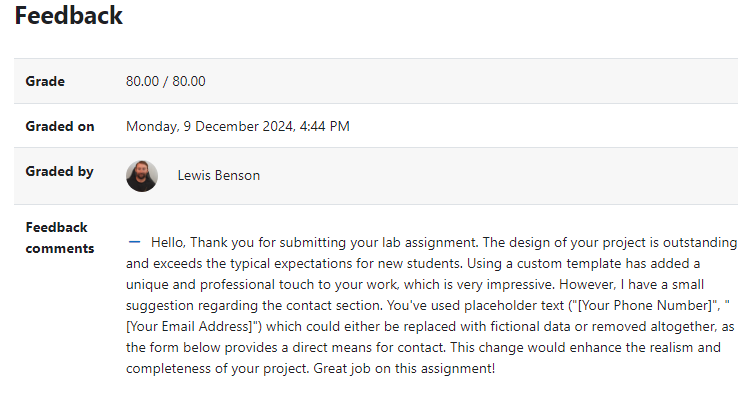 Feedback
Grade 80.00 / 80.00
Graded on Monday, 9 December 2024, 4:44 PM
Graded by Lewis Benson
Feedback
comments
— Hello, Thank you for submitting your lab assignment. The design of your project is outstanding
and exceeds the typical expectations for new students. Using a custom template has added a
unique and professional touch to your work, which is very impressive. However, I have a small
suggestion regarding the contact section. You've used placeholder text ("[Your Phone Number]", "
[Your Email Address]") which could either be replaced with fictional data or removed altogether, as
the form below provides a direct means for contact. This change would enhance the realism and
completeness of your project. Great job on this assignment!